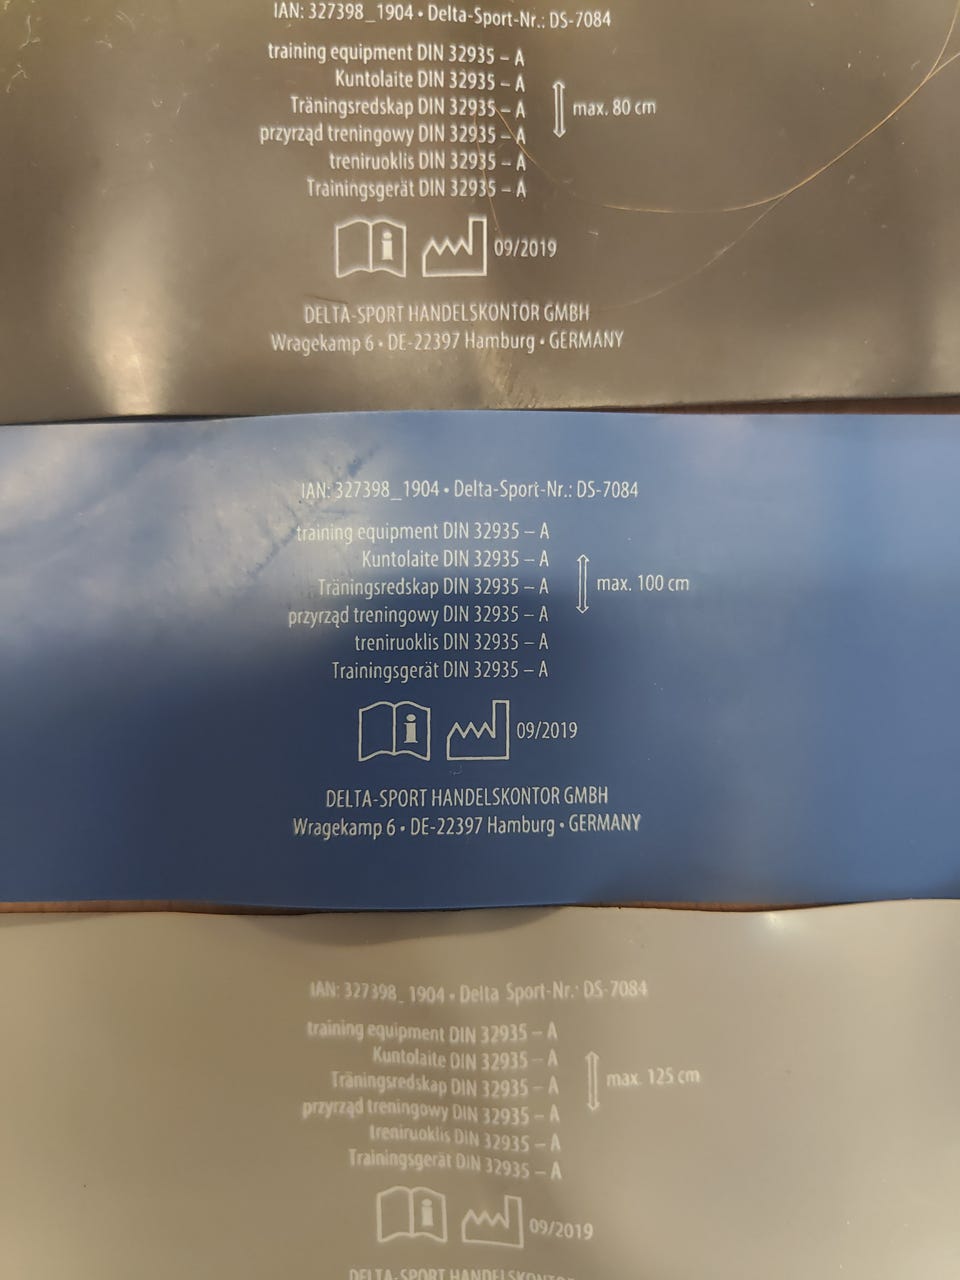 IAN: 327398_1904 • Delta-Sport-Nr.: DS-7084
training equipment DIN 32935 – A
Kuntolaite DIN 32935 – A
Träningsredskap DIN 32935 – A
przyrząd treningowy DIN 32935 – A
treniruoklis DIN 32935 – A
Trainingsgerät DIN 32935 – A
max. 80 cm
09/2019
DELTA-SPORT HANDELSKONTOR GMBH
Wragekamp 6 • DE-22397 Hamburg • GERMANY
IAN: 327398_1904 • Delta-Sport-Nr.: DS-7084
training equipment DIN 32935 – A
Kuntolaite DIN 32935 – A
Träningsredskap DIN 32935 – A
przyrząd treningowy DIN 32935 – A
treniruoklis DIN 32935 – A
Trainingsgerät DIN 32935 – A
max. 100 cm
09/2019
DELTA-SPORT HANDELSKONTOR GMBH
Wragekamp 6 • DE-22397 Hamburg • GERMANY
IAN: 327398_1904 • Delta Sport-Nr.: DS-7084
training equipment DIN 32935 – A
Kuntolaite DIN 32935 – A
Träningsredskap DIN 32935 – A
przyrząd treningowy DIN 32935 – A
treniruoklis DIN 32935 – A
Trainingsgerät DIN 32935 – A
max. 125 cm
09/2019
DELTA-SPORT HANDELSKONTOR